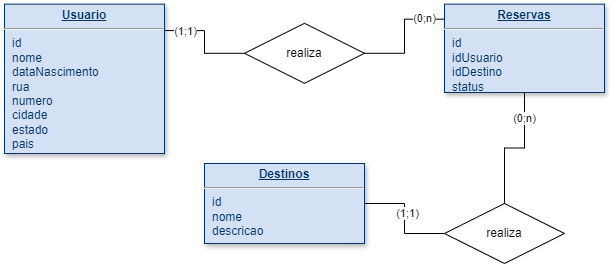 Usuario
id
nome
dataNascimento
rua
numero
cidade
estado
pais
(1;1)
realiza
(0;n)
Reservas
id
idUsuario
idDestino
status
(0;n)
Destinos
id
nome
descricao
(1;1)
realiza